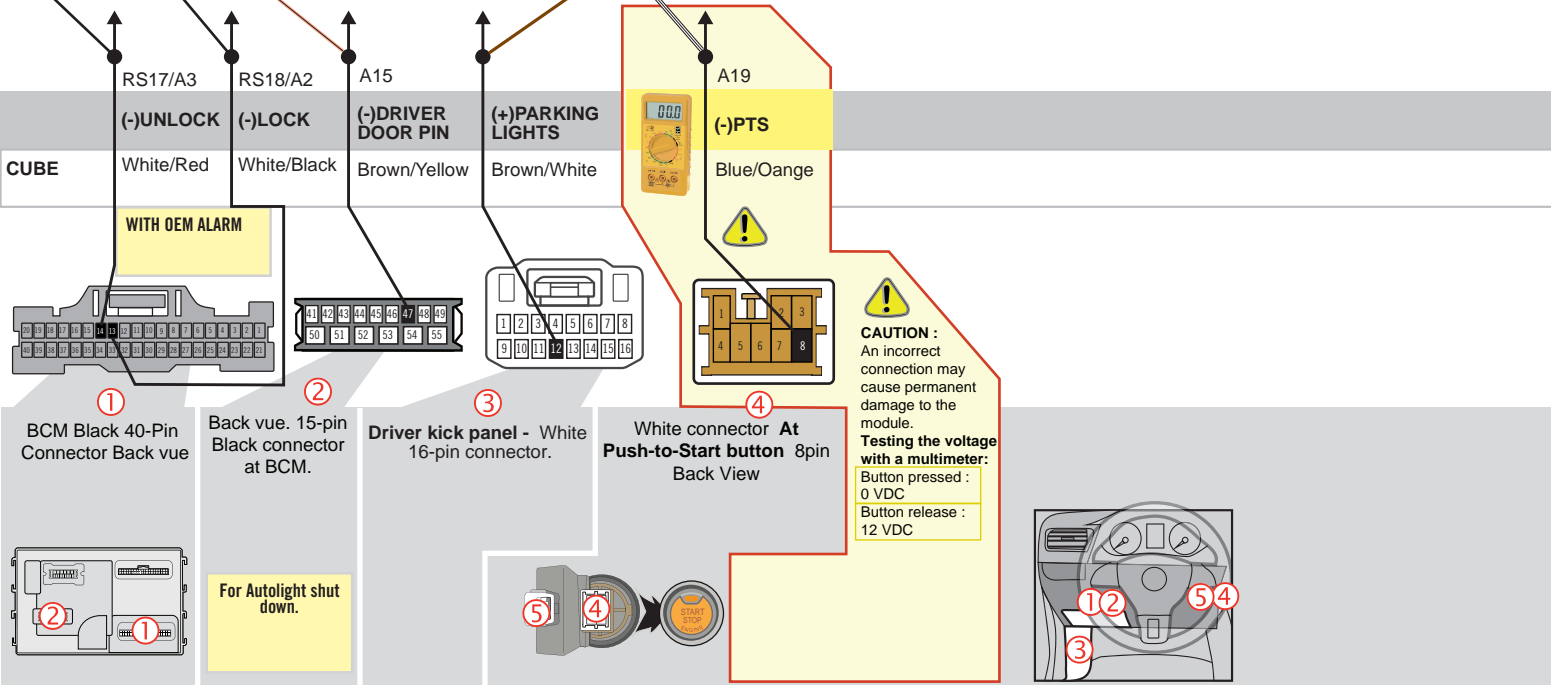 RS17/A3
RS18/A2
A15
A19
(-)UNLOCK
(-)LOCK
(-)DRIVER
DOOR PIN
(+)PARKING
LIGHTS
00.0
(-)PTS
CUBE
White/Red
White/Black
Brown/Yellow
Brown/White
Blue/Oange
WITH OEM ALARM
20 19 18 17 16 15 14 13 12 11 10 9 8 7 6 5 4 3 2 1
40 39 38 37 36 35 34 33 32 31 30 29 28 27 26 25 24 23 22 21
41 42 43 44 45 46 47 48 49
50 51 52 53 54 55
1 2 3 4 5 6 7 8
9 10 11 12 13 14 15 16
1 2 3
4 5 6 7 8
CAUTION :
An incorrect
connection may
cause permanent
damage to the
module.
Testing the voltage
with a multimeter:
Button pressed :
0 VDC
Button release :
12 VDC
1
BCM Black 40-Pin
Connector Back vue
2
Back vue. 15-pin
Black connector
at BCM.
3
Driver kick panel - White
16-pin connector.
4
White connector At
Push-to-Start button 8pin
Back View
For Autolight shut
down.
2
1
5
4
START
STOP
ENGINE
1 2
5 4
3